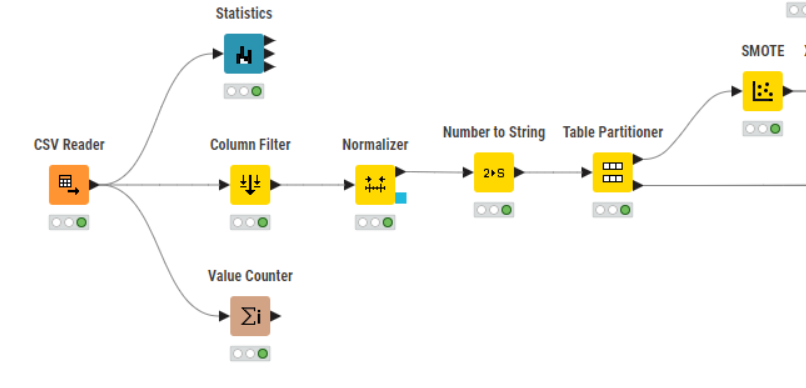 Statistics
SMOTE
CSV Reader
Column Filter
Normalizer
Number to String
Table Partitioner
2▸S
Value Counter
Σi